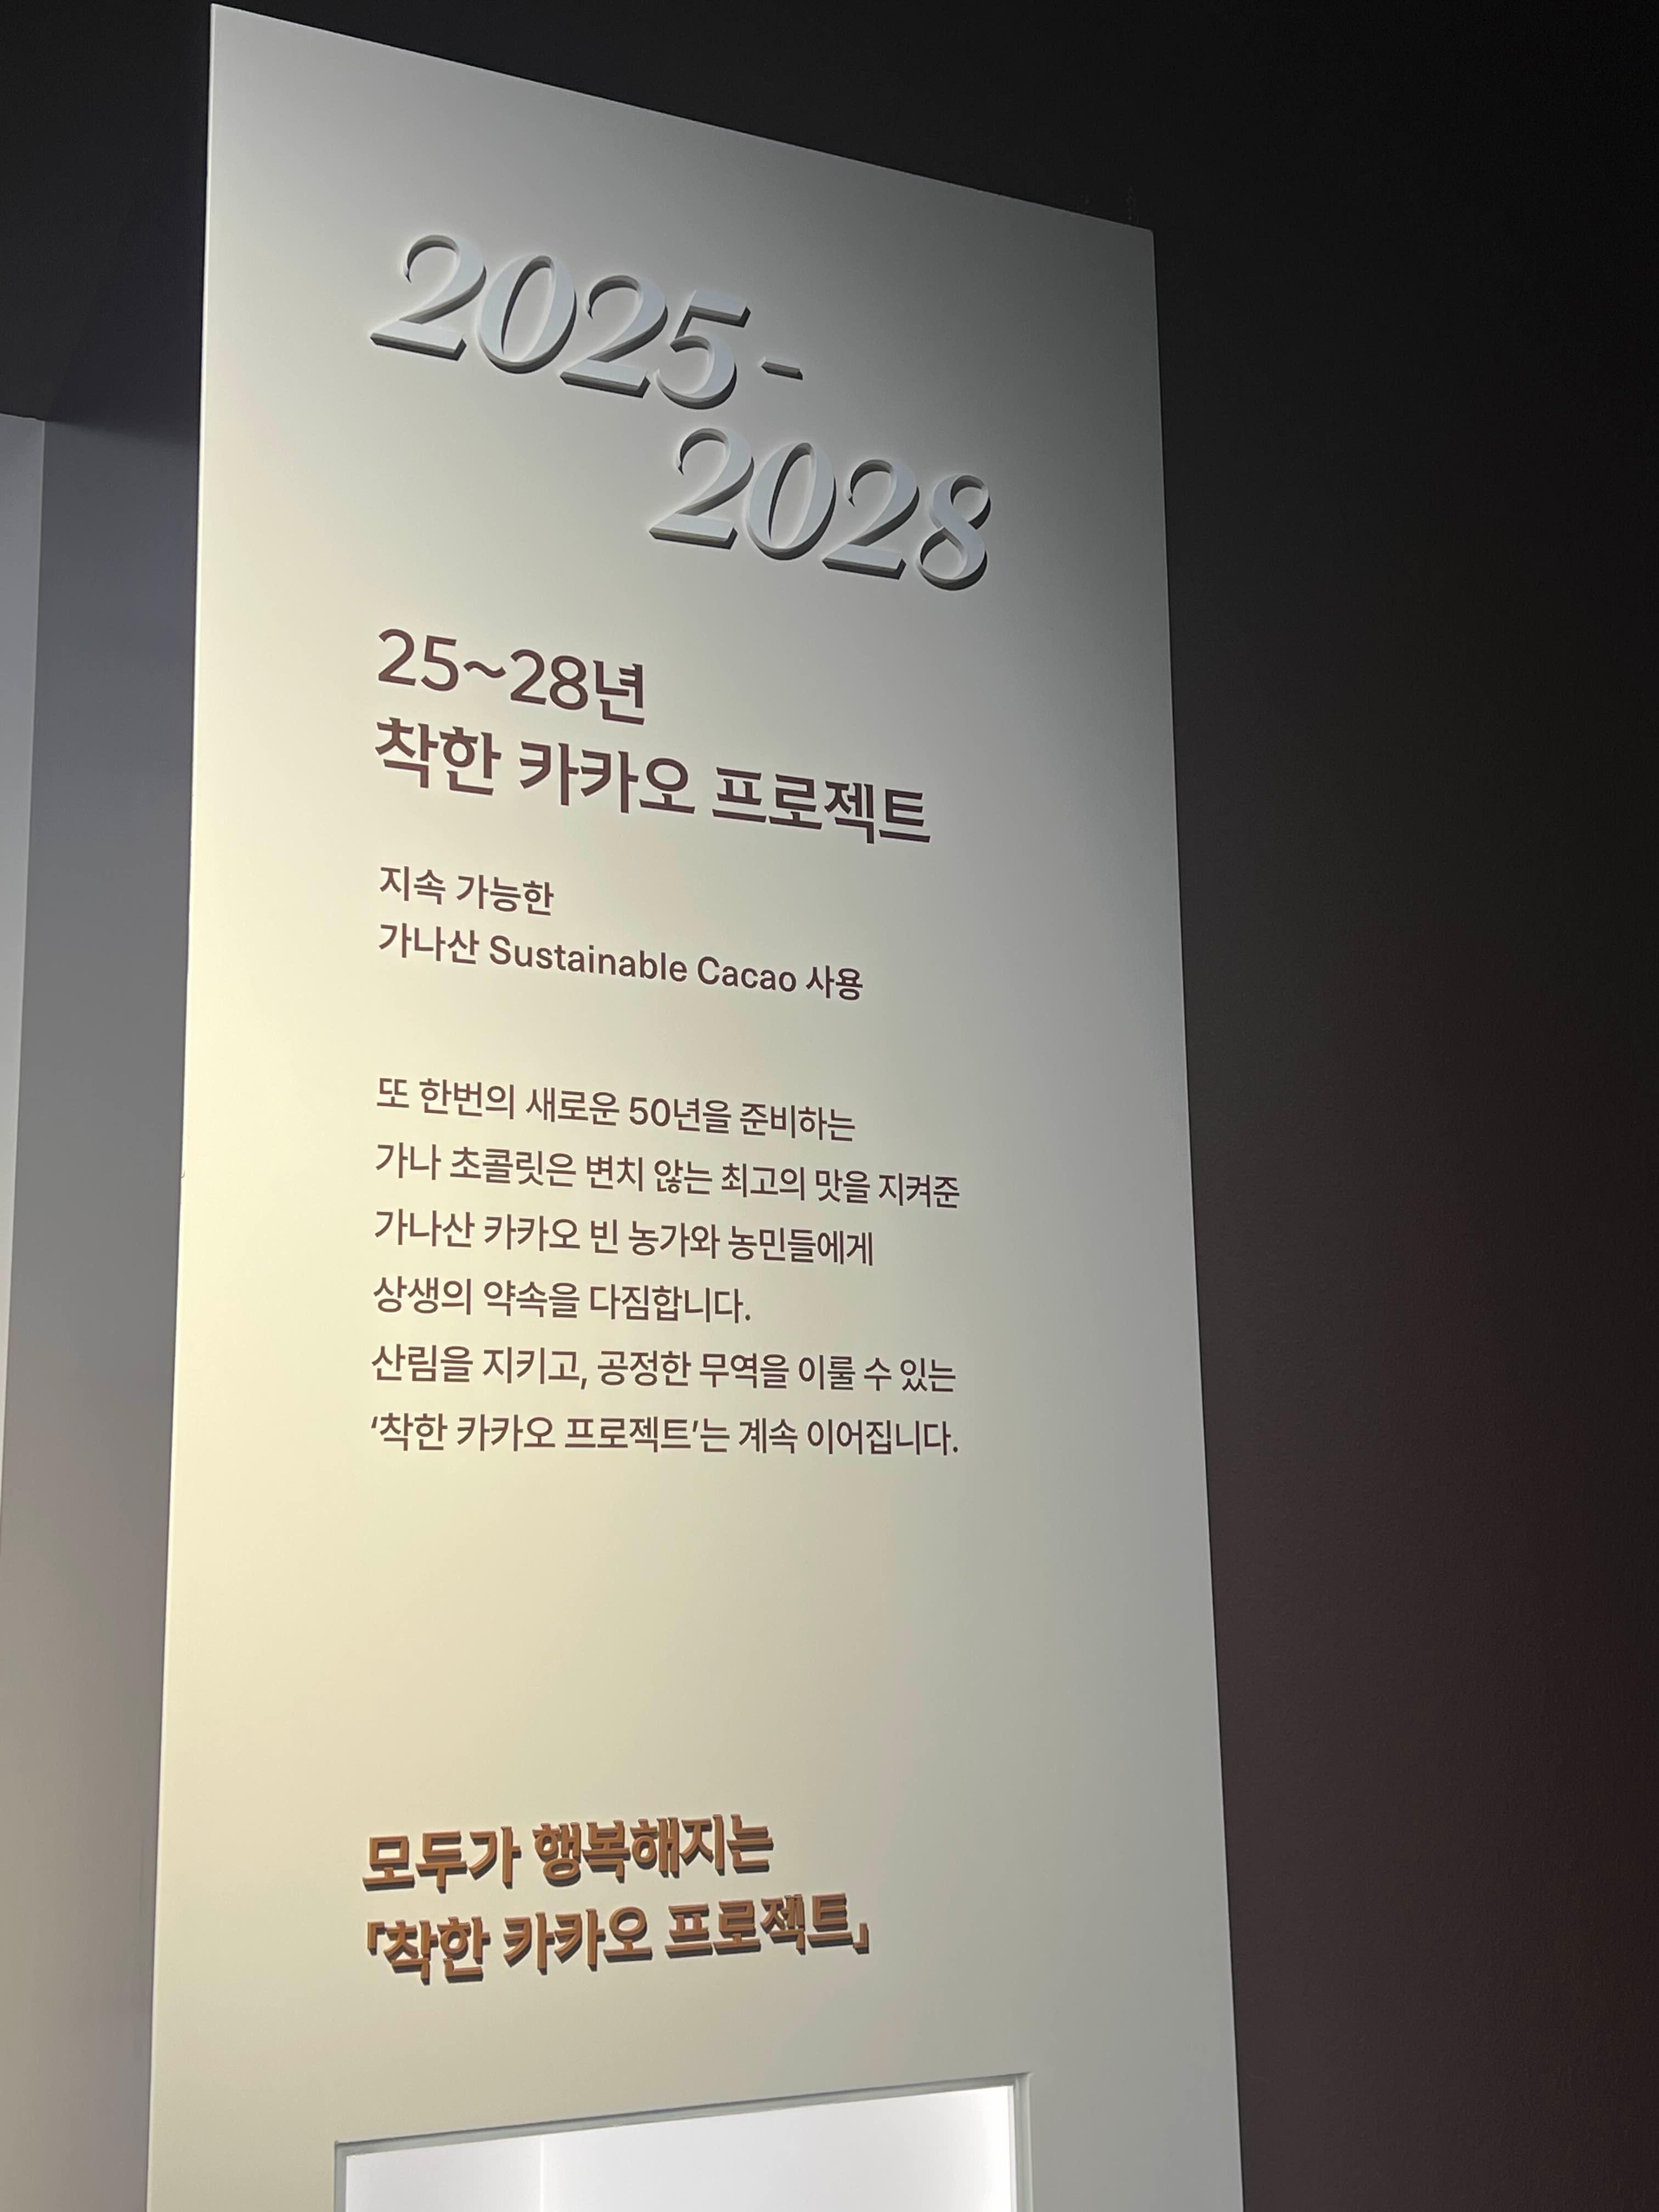 2025-
2028
25~28년
착한 카카오 프로젝트
지속 가능한
가나산 Sustainable Cacao 사용
또 한번의 새로운 50년을 준비하는
가나 초콜릿은 변치 않는 최고의 맛을 지켜준
가나산 카카오 빈 농가와 농민들에게
상생의 약속을 다짐합니다.
산림을 지키고, 공정한 무역을 이룰 수 있는
‘착한 카카오 프로젝트’는 계속 이어집니다.
모두가 행복해지는
「착한 카카오 프로젝트」